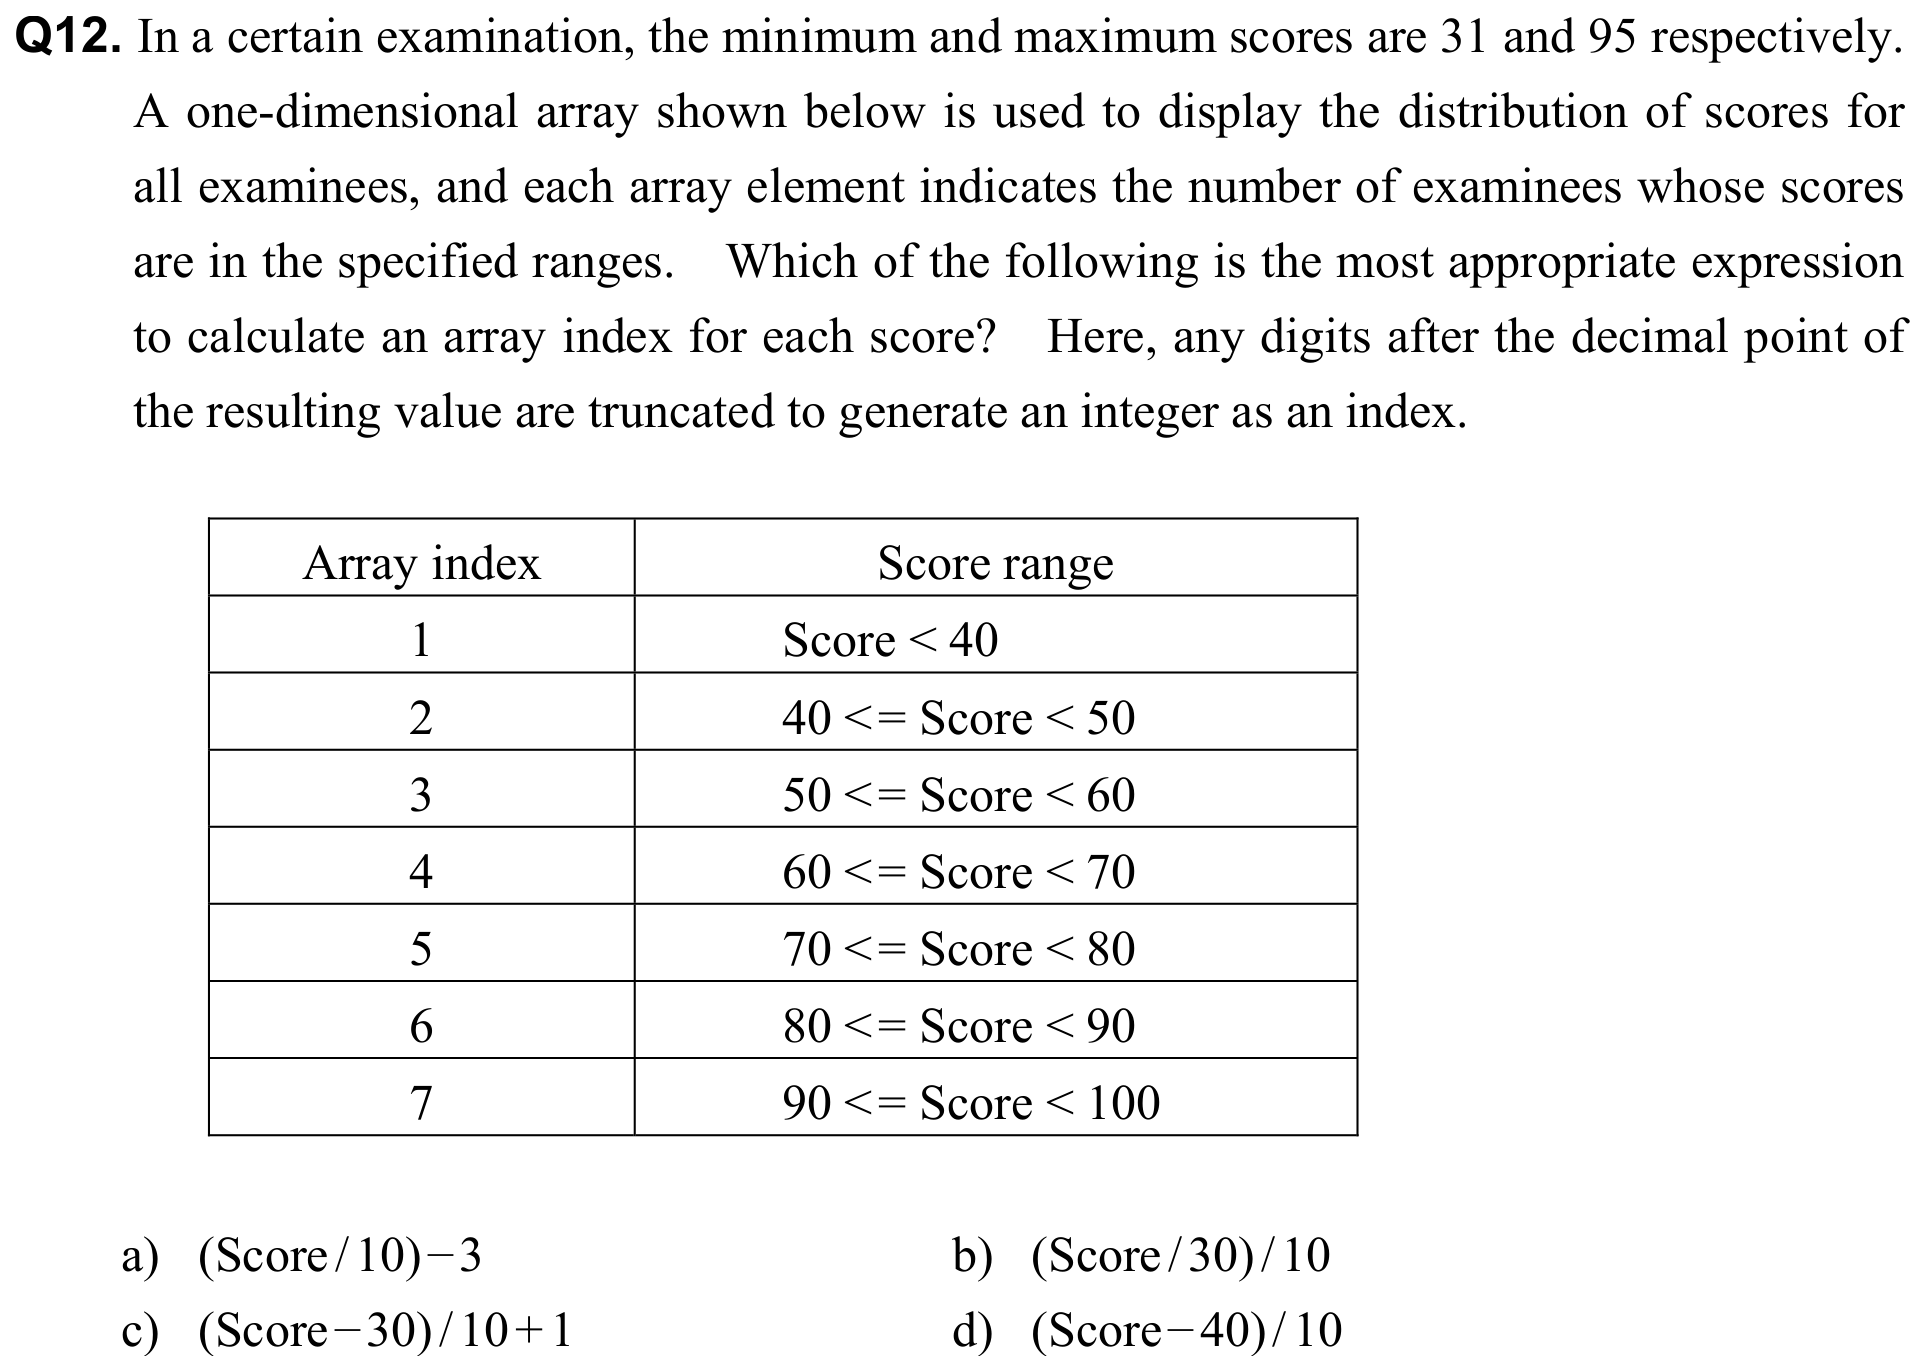 Q12. In a certain examination, the minimum and maximum scores are 31 and 95 respectively.
A one-dimensional array shown below is used to display the distribution of scores for
all examinees, and each array element indicates the number of examinees whose scores
are in the specified ranges. Which of the following is the most appropriate expression
to calculate an array index for each score? Here, any digits after the decimal point of
the resulting value are truncated to generate an integer as an index.
Array index Score range
1 Score < 40
2 40 <= Score < 50
3 50 <= Score < 60
4 60 <= Score < 70
5 70 <= Score < 80
6 80 <= Score < 90
7 90 <= Score < 100
a) (Score/10)−3 b) (Score/30)/10
c) (Score−30)/10+1 d) (Score−40)/10